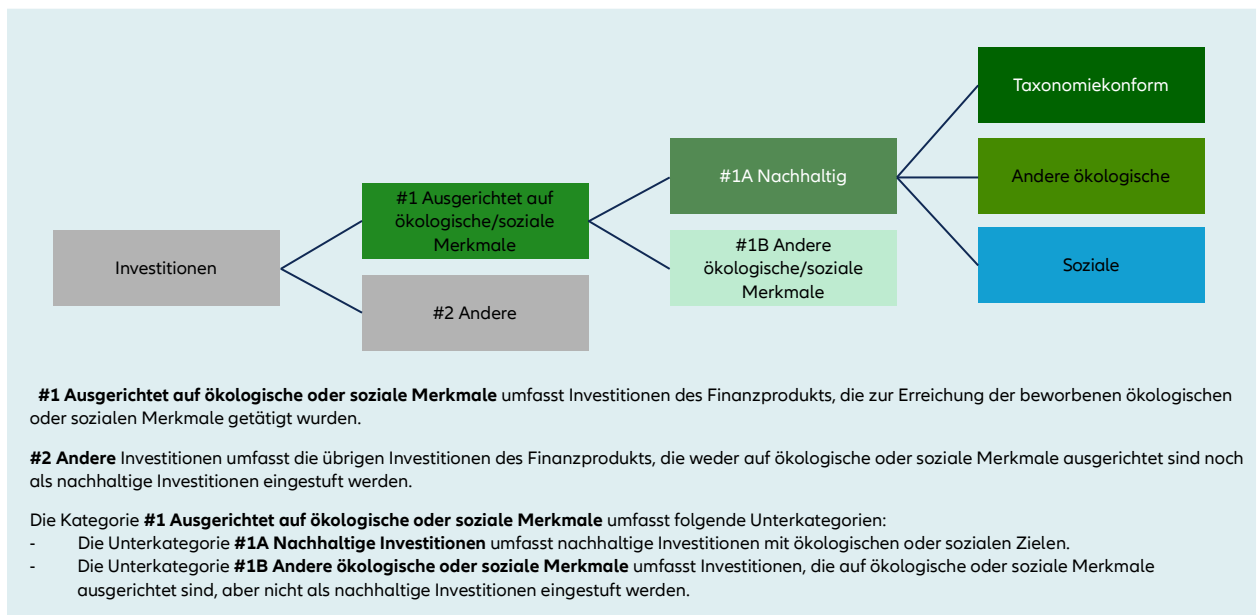 Taxonomiekonform
#1A Nachhaltig
Andere ökologische
#1 Ausgerichtet auf
ökologische/soziale
Merkmale
#1B Andere
ökologische/soziale
Merkmale
Soziale
Investitionen
#2 Andere
#1 Ausgerichtet auf ökologische oder soziale Merkmale umfasst Investitionen des Finanzprodukts, die zur Erreichung der beworbenen ökologischen
oder sozialen Merkmale getätigt wurden.
#2 Andere Investitionen umfasst die übrigen Investitionen des Finanzprodukts, die weder auf ökologische oder soziale Merkmale ausgerichtet sind noch
als nachhaltige Investitionen eingestuft werden.
Die Kategorie #1 Ausgerichtet auf ökologische oder soziale Merkmale umfasst folgende Unterkategorien:
- Die Unterkategorie #1A Nachhaltige Investitionen umfasst nachhaltige Investitionen mit ökologischen oder sozialen Zielen.
- Die Unterkategorie #1B Andere ökologische oder soziale Merkmale umfasst Investitionen, die auf ökologische oder soziale Merkmale
ausgerichtet sind, aber nicht als nachhaltige Investitionen eingestuft werden.